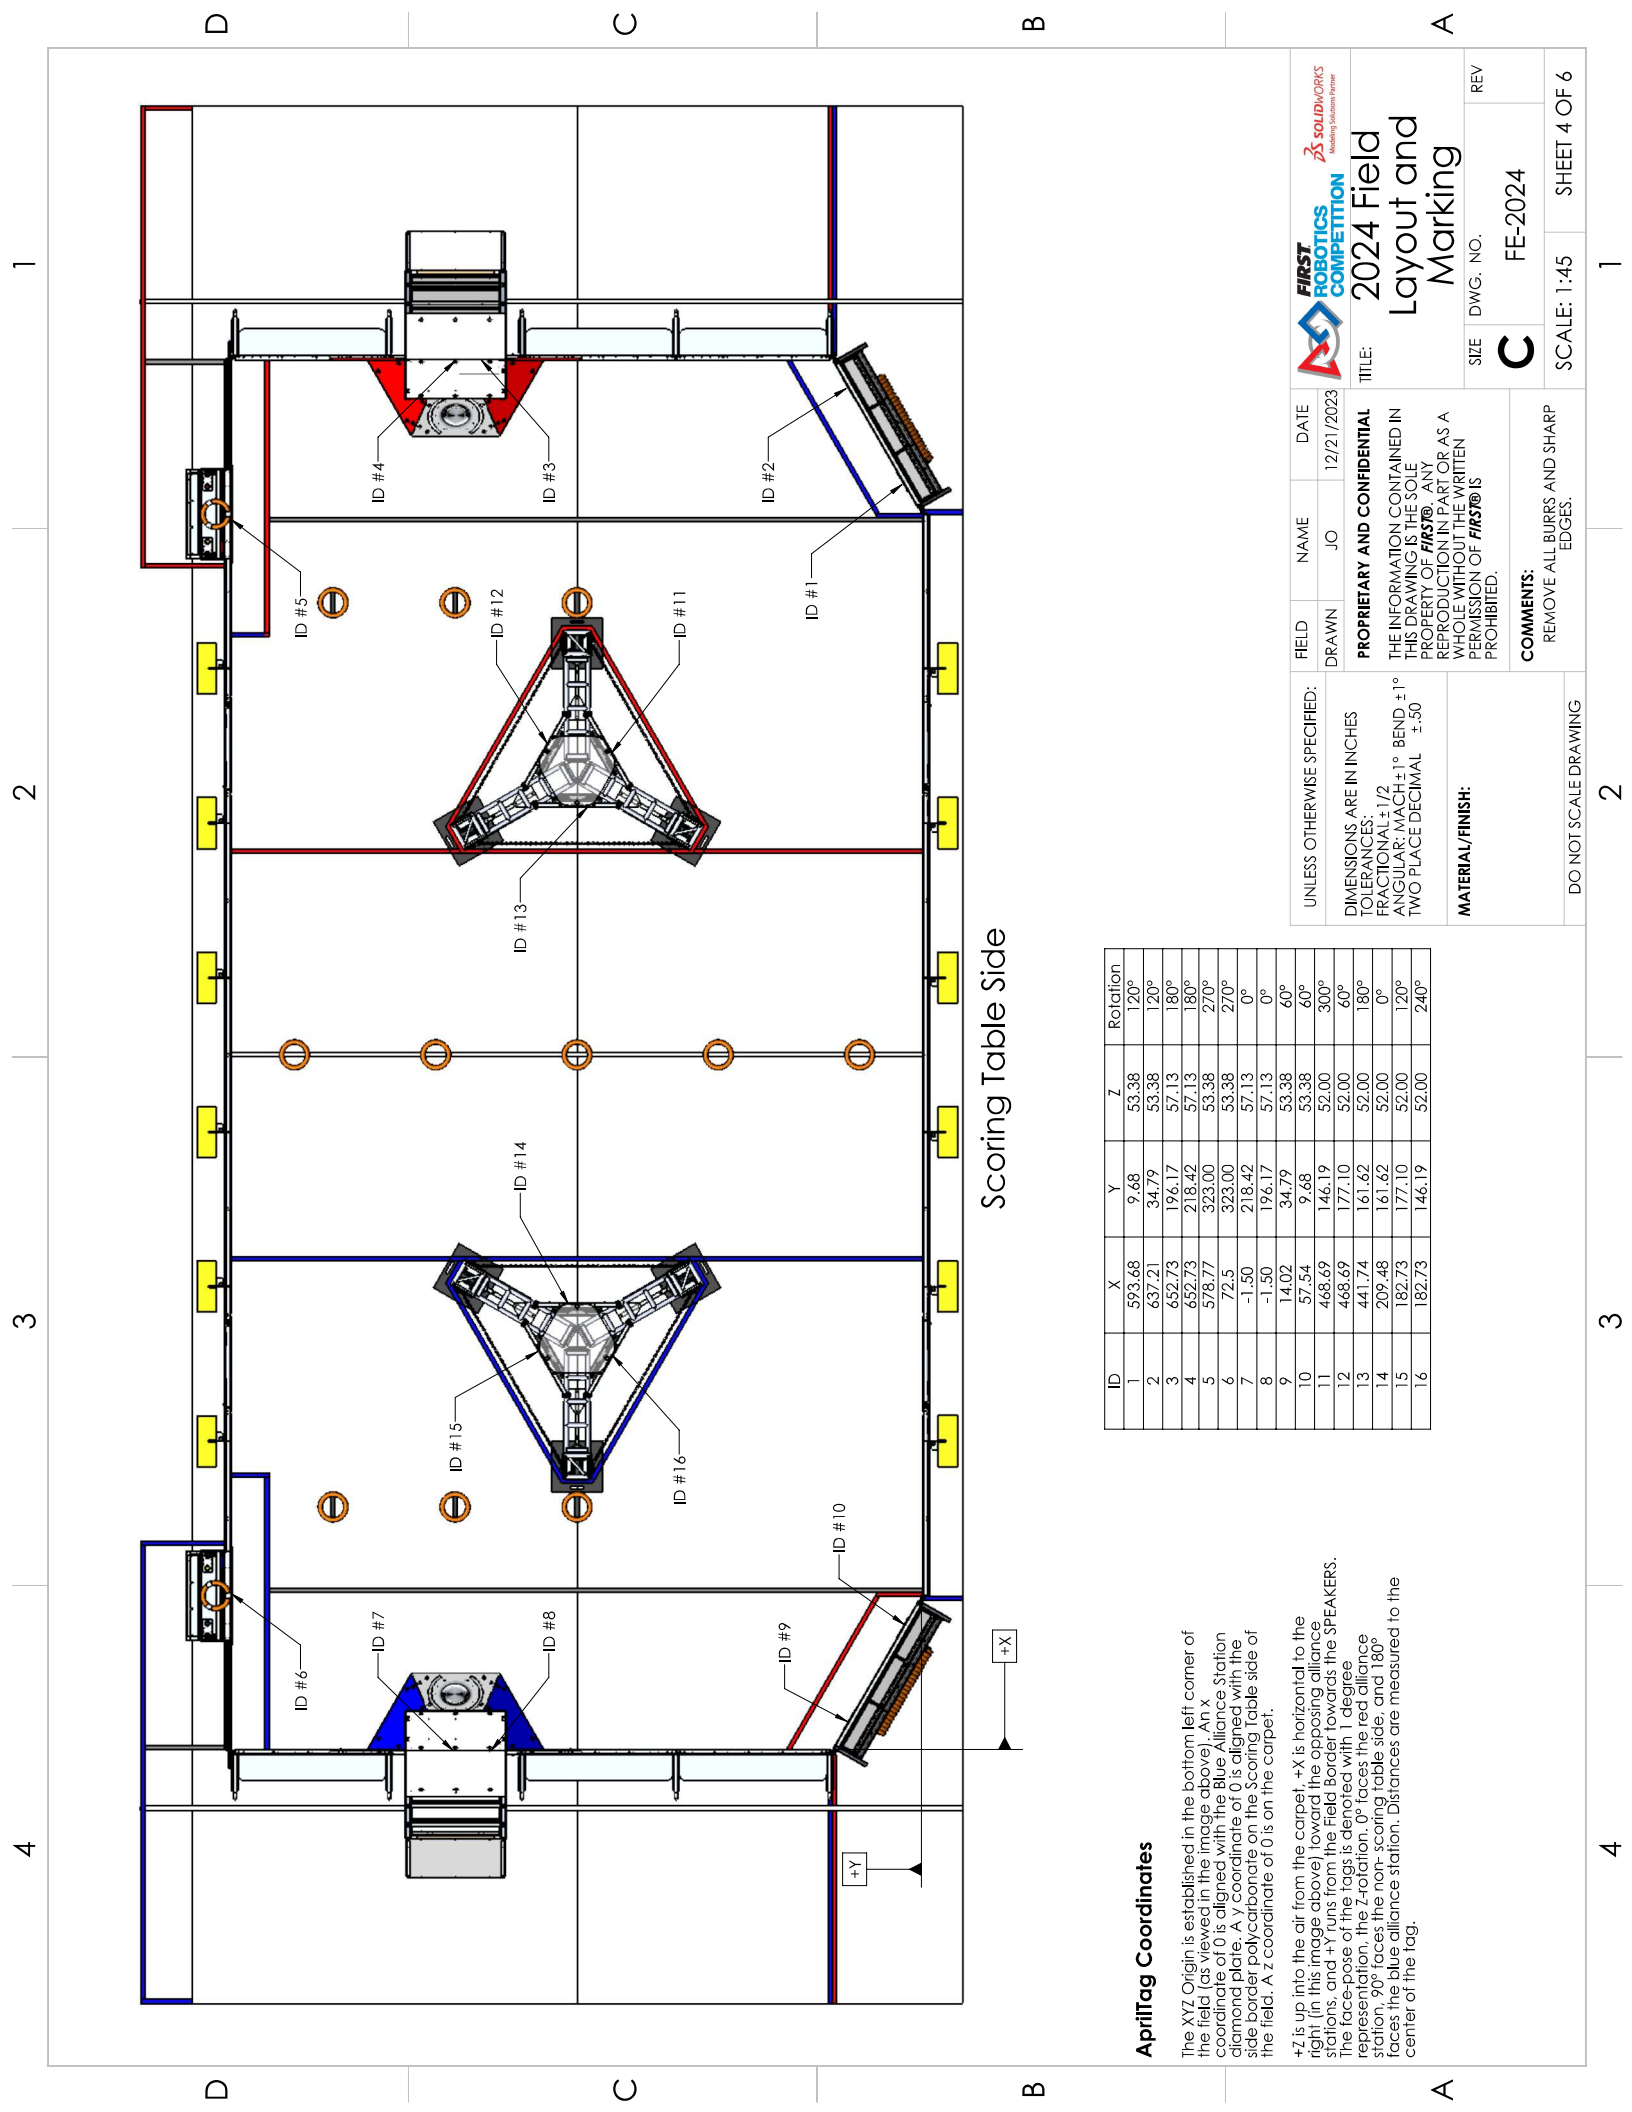 4
3
2
1
D
C
B
A
D
C
B
A
4
3
2
1
ID #6
ID #5
ID #7
ID #4
ID #8
ID #3
ID #15
ID #14
ID #12
ID #16
ID #13
ID #11
ID #9
ID #10
ID #2
ID #1
+Y
+X
Scoring Table Side
AprilTag Coordinates
The XYZ Origin is established in the bottom left corner of
the field (as viewed in the image above). An x
coordinate of 0 is aligned with the Blue Alliance Station
diamond plate. A y coordinate of 0 is aligned with the
side border polycarbonate on the Scoring Table side of
the field. A z coordinate of 0 is on the carpet.
+Z is up into the air from the carpet, +X is horizontal to the
right (in this image above) toward the opposing alliance
stations, and +Y runs from the Field Border towards the SPEAKERS.
The face-pose of the tags is denoted with 1 degree
representation, the Z-rotation. 0° faces the red alliance
station, 90° faces the non- scoring table side, and 180°
faces the blue alliance station. Distances are measured to the
center of the tag.
ID X Y Z Rotation
1 593.68 9.68 53.38 120°
2 637.21 34.79 53.38 120°
3 652.73 196.17 57.13 180°
4 652.73 218.42 57.13 180°
5 578.77 323.00 53.38 270°
6 72.5 323.00 53.38 270°
7 -1.50 218.42 57.13 0°
8 -1.50 196.17 57.13 0°
9 14.02 34.79 53.38 60°
10 57.54 9.68 53.38 60°
11 468.69 146.19 52.00 300°
12 468.69 177.10 52.00 60°
13 441.74 161.62 52.00 180°
14 209.48 161.62 52.00 0°
15 182.73 177.10 52.00 120°
16 182.73 146.19 52.00 240°
UNLESS OTHERWISE SPECIFIED:
DIMENSIONS ARE IN INCHES
TOLERANCES:
FRACTIONAL± 1/2
ANGULAR: MACH±1° BEND ±1°
TWO PLACE DECIMAL ±.50
MATERIAL/FINISH:
DO NOT SCALE DRAWING
FIELD NAME DATE
DRAWN JO 12/21/2023
PROPRIETARY AND CONFIDENTIAL
THE INFORMATION CONTAINED IN
THIS DRAWING IS THE SOLE
PROPERTY OF FIRST®. ANY
REPRODUCTION IN PART OR AS A
WHOLE WITHOUT THE WRITTEN
PERMISSION OF FIRST® IS
PROHIBITED.
COMMENTS:
REMOVE ALL BURRS AND SHARP
EDGES.
FIRST
ROBOTICS
COMPETITION
SOLIDWORKS
Modeling Solutions Partner
TITLE:
2024 Field
Layout and
Marking
SIZE DWG. NO. REV
C FE-2024
SCALE: 1:45 SHEET 4 OF 6